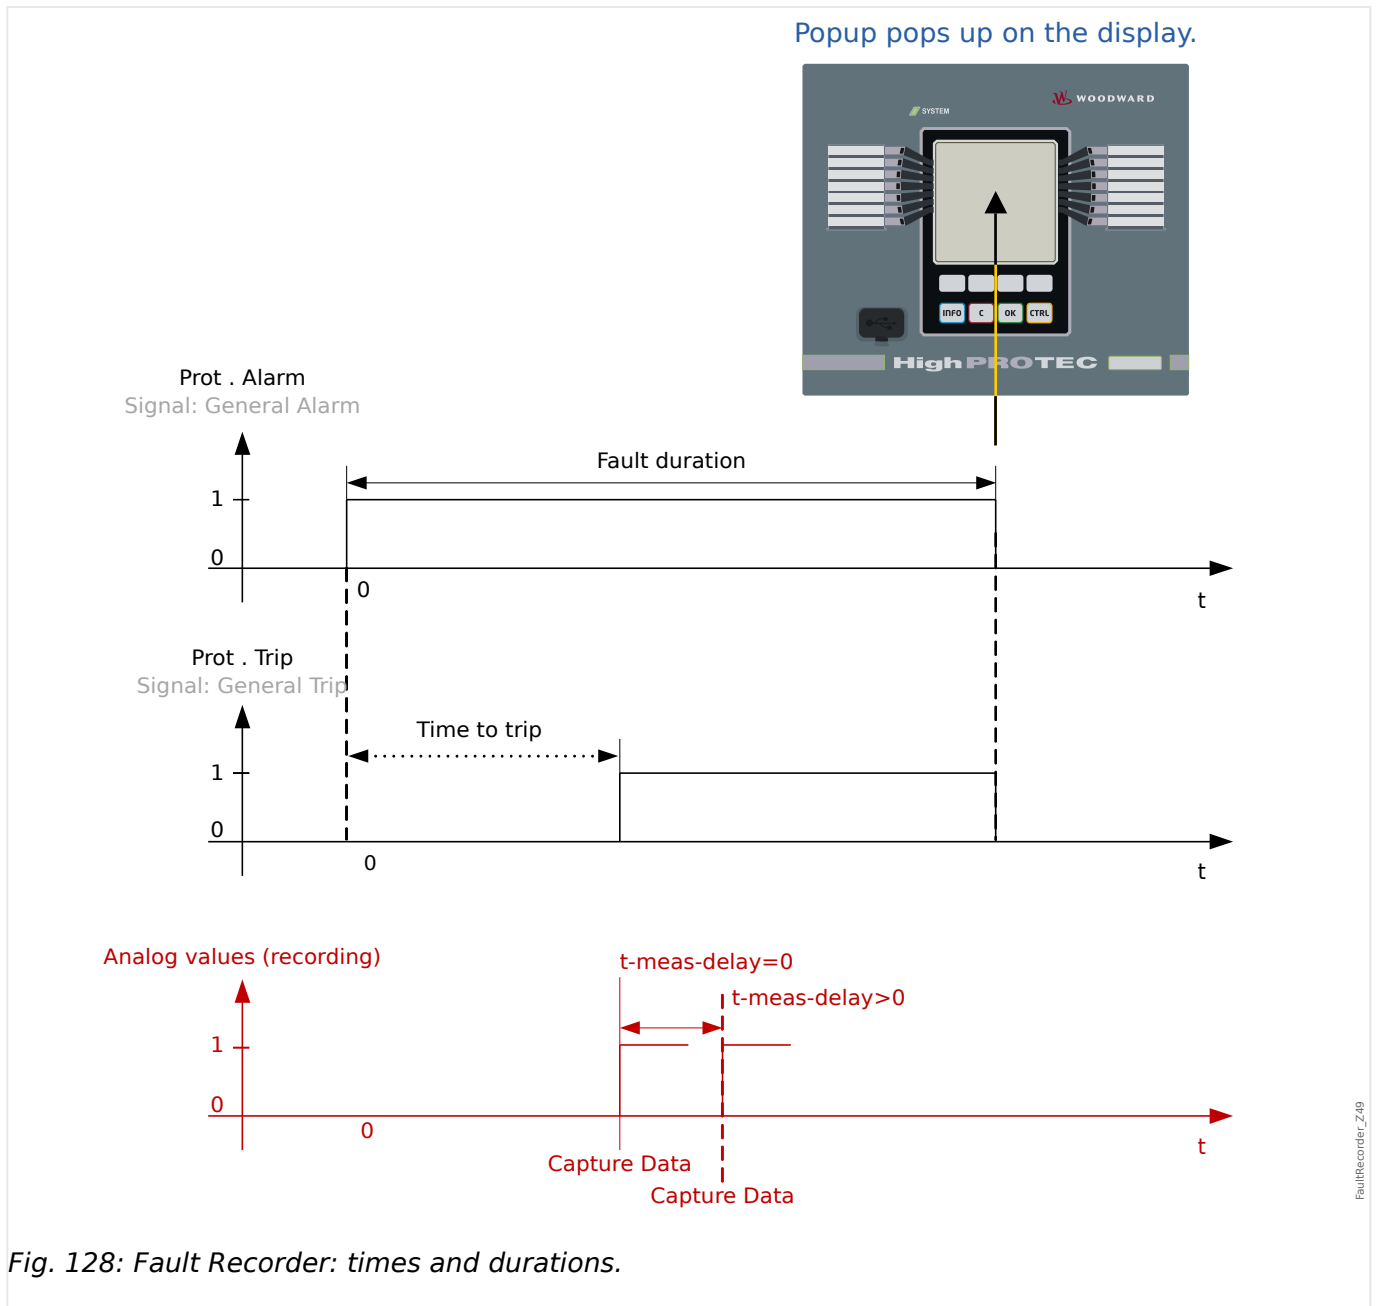 Popup pops up on the display.
WOODWARD
SYSTEM
INFO C OK CTRL
HighPROTEC
Prot . Alarm
Signal: General Alarm
Fault duration
1
0
0
t
Prot . Trip
Signal: General Trip
Time to trip
1
0
0
t
Analog values (recording)
t-meas-delay=0
t-meas-delay>0
1
0
0
t
Capture Data
Capture Data
FaultRecorder_Z49
Fig. 128: Fault Recorder: times and durations.